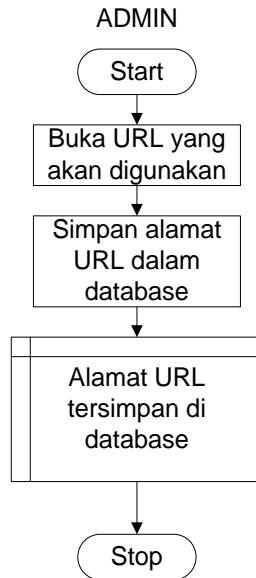 ADMIN
Start
Buka URL yang
akan digunakan
Simpan alamat
URL dalam
database
Alamat URL
tersimpan di
database
Stop